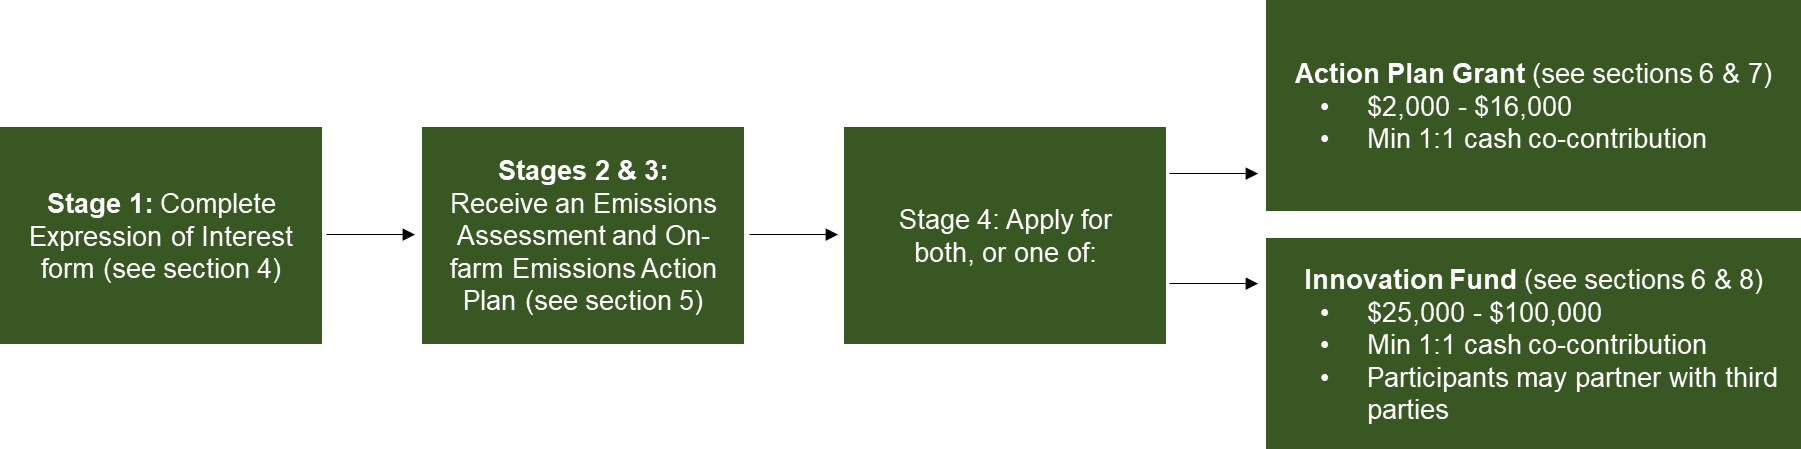 Stage 1: Complete
Expression of Interest
form (see section 4)
Stages 2 & 3:
Receive an Emissions
Assessment and On-
farm Emissions Action
Plan (see section 5)
Stage 4: Apply for
both, or one of:
Action Plan Grant (see sections 6 & 7)
• $2,000 - $16,000
• Min 1:1 cash co-contribution
Innovation Fund (see sections 6 & 8)
• $25,000 - $100,000
• Min 1:1 cash co-contribution
• Participants may partner with third
parties